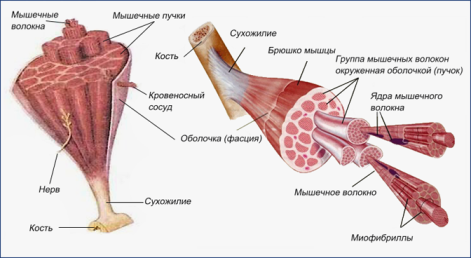 Мышечные
волокна
Мышечные пучки
Кровеносный
сосуд
Оболочка (фасция)
Нерв
Сухожилие
Кость
Кость
Сухожилие
Брюшко мышцы
Группа мышечных волокон
окруженная оболочкой (пучок)
Ядра мышечного
волокна
Мышечное волокно
Миофибриллы